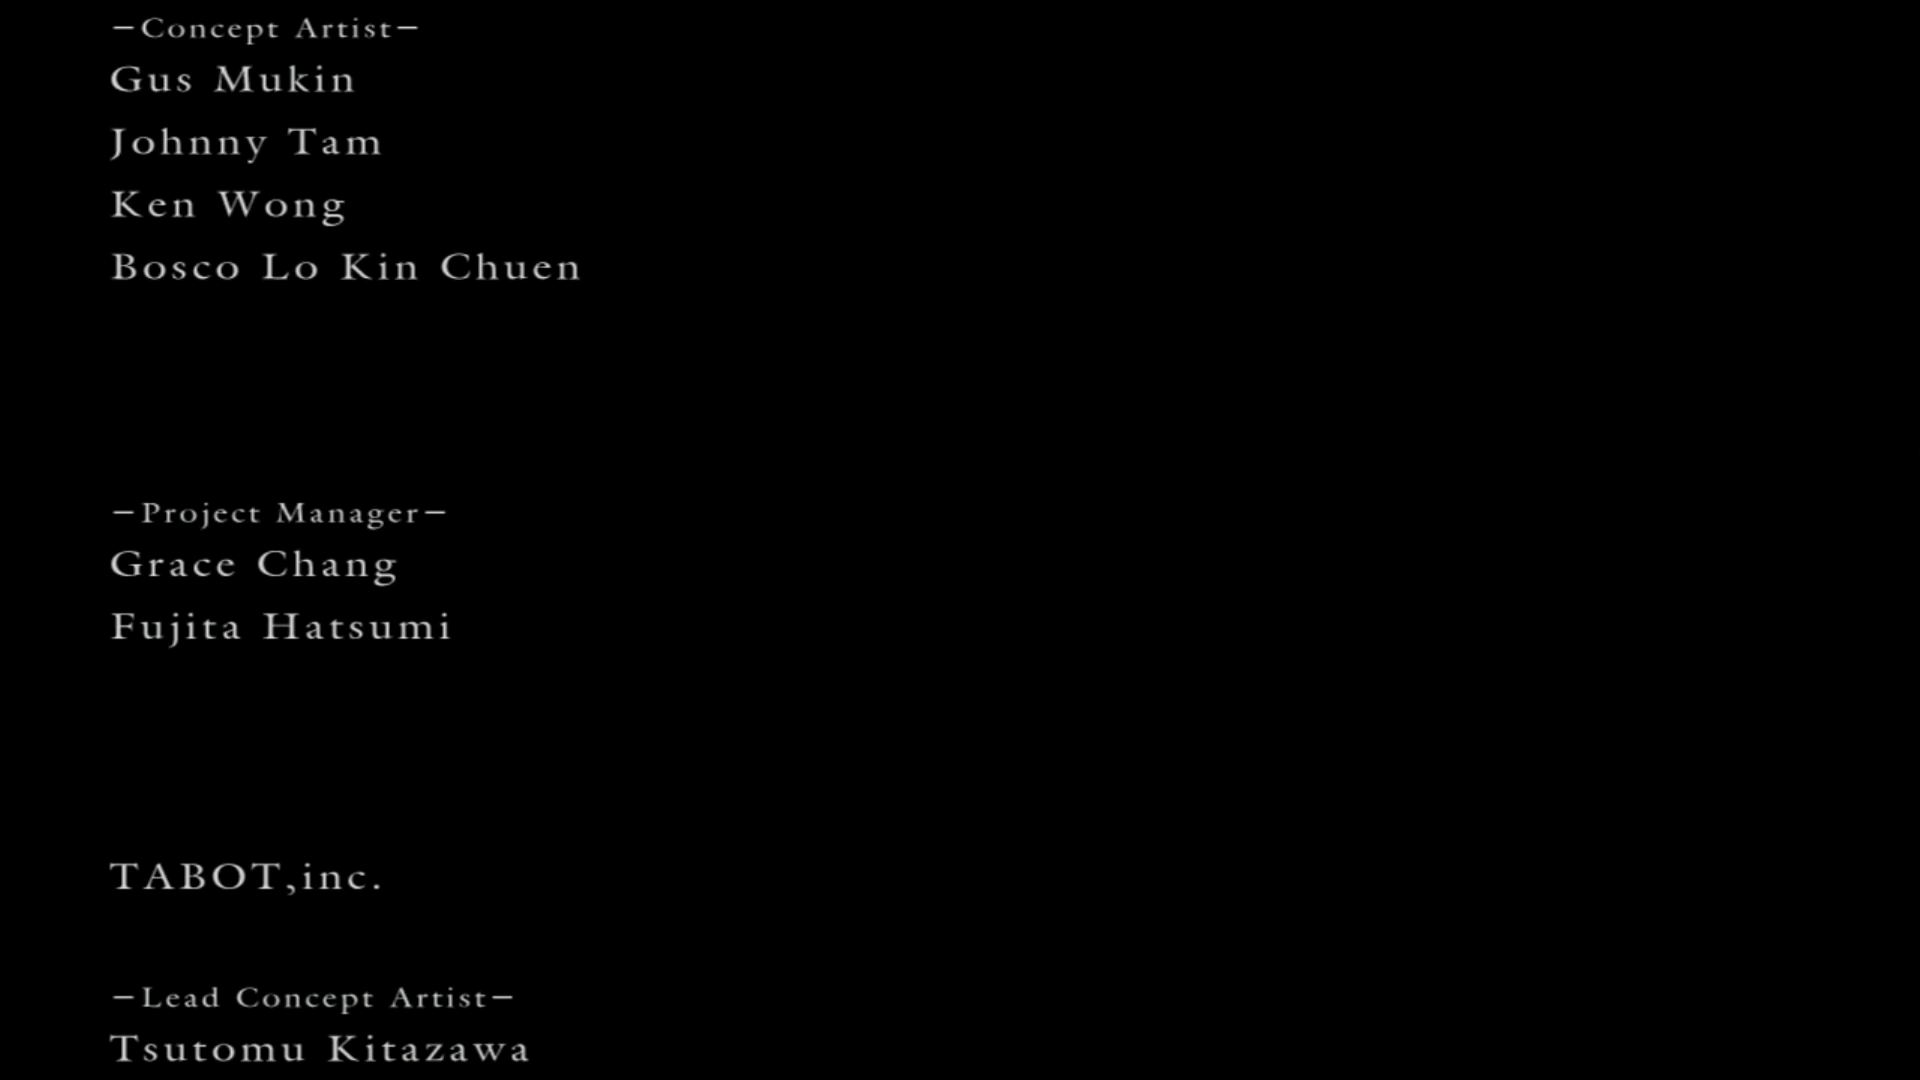 −Concept Artist−
Gus Mukin
Johnny Tam
Ken Wong
Bosco Lo Kin Chuen
−Project Manager−
Grace Chang
Fujita Hatsumi
TABOT,inc.
−Lead Concept Artist−
Tsutomu Kitazawa